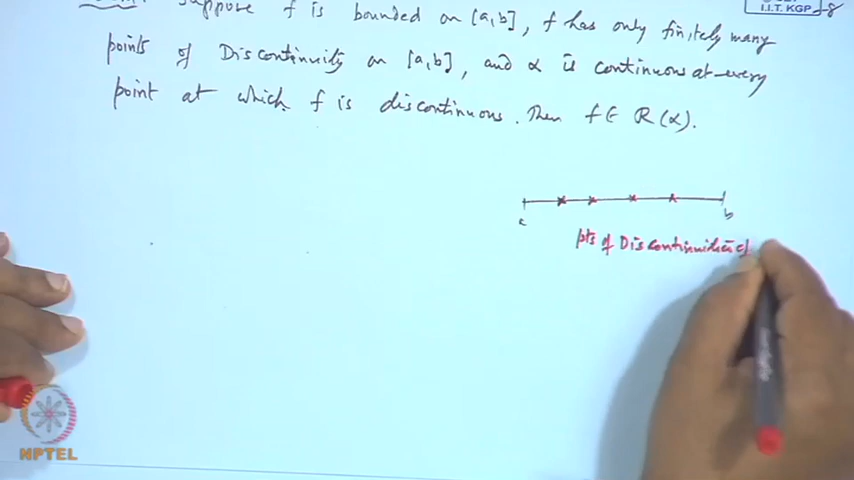 Suppose f is bounded on [a,b], f has only finitely many
I.I.T. KGP
points of Discontinuity on [a,b], and α is continuous at every
point at which f is discontinuous. Then f ∈ R(α).
a b
pts of Discontinuities of
NPTEL